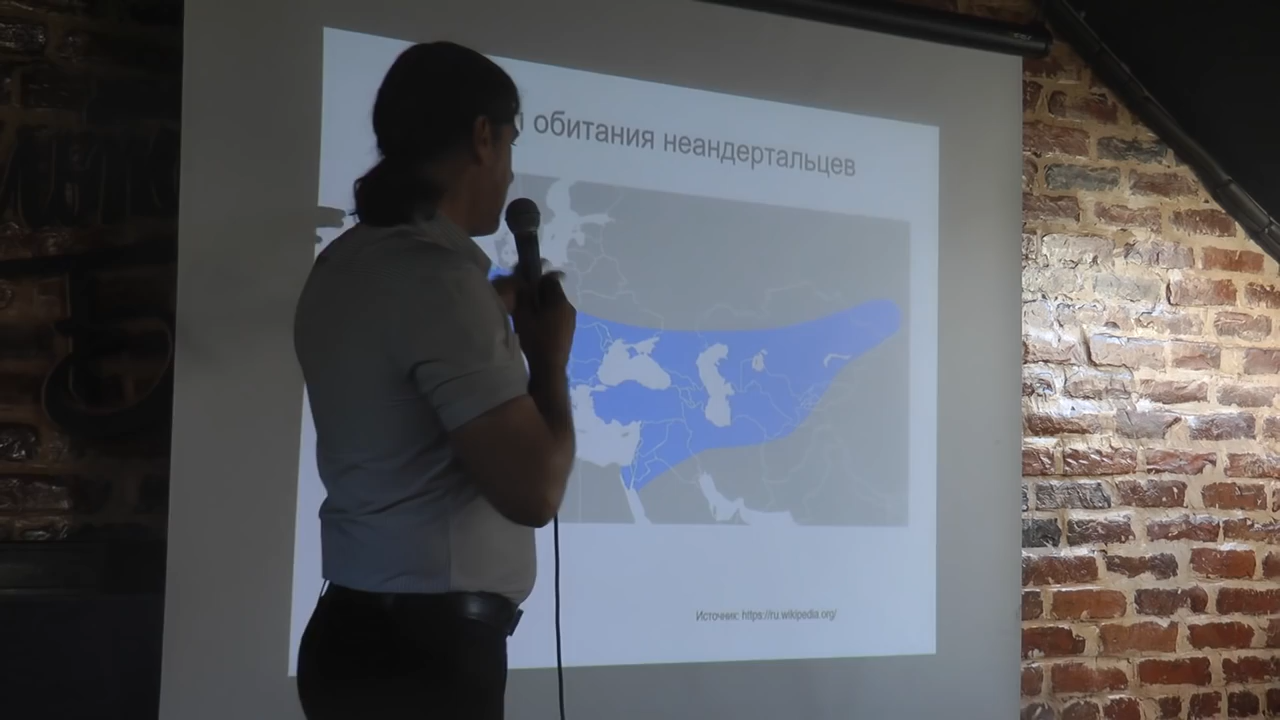 обитания неандертальцев
Источник: https://ru.wikipedia.org/